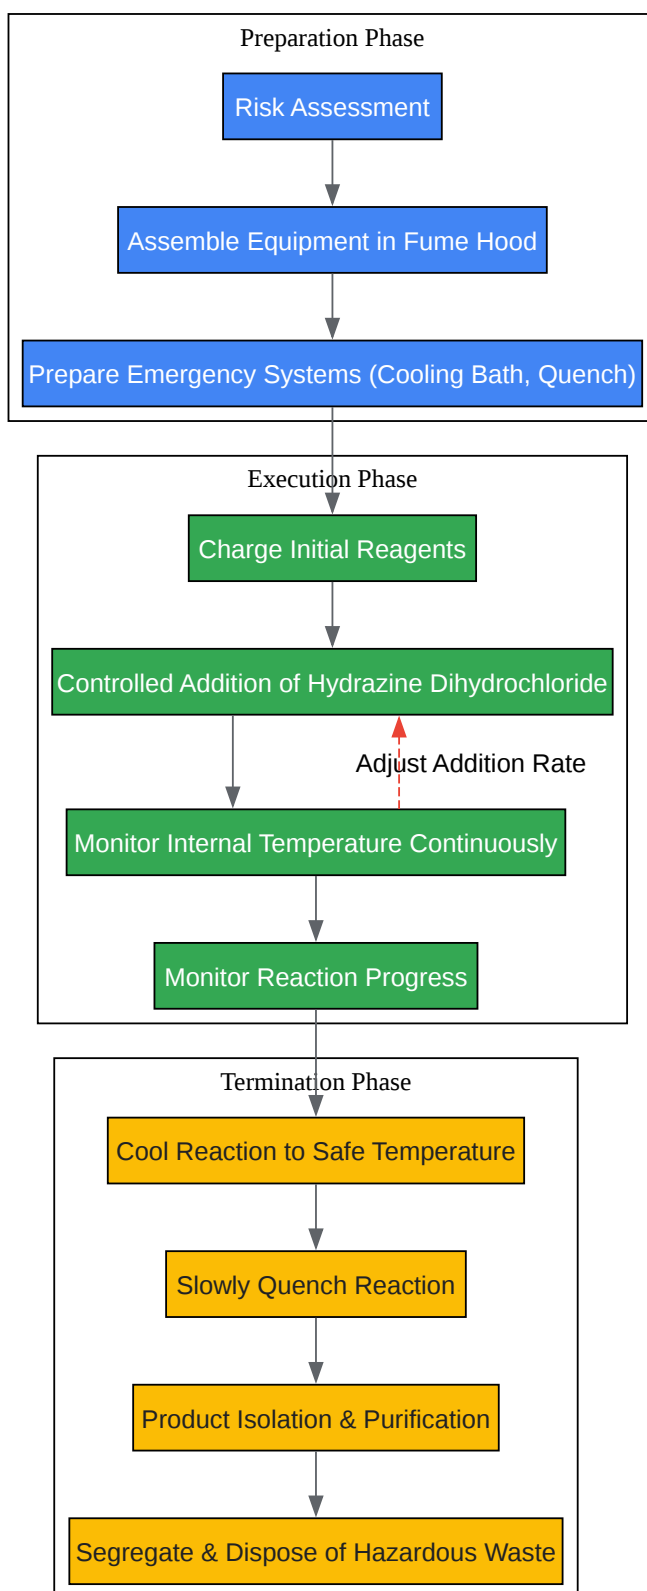 Preparation Phase
Risk Assessment
Assemble Equipment in Fume Hood
Prepare Emergency Systems (Cooling Bath, Quench)
Execution Phase
Charge Initial Reagents
Controlled Addition of Hydrazine Dihydrochloride
Adjust Addition Rate
Monitor Internal Temperature Continuously
Monitor Reaction Progress
Termination Phase
Cool Reaction to Safe Temperature
Slowly Quench Reaction
Product Isolation & Purification
Segregate & Dispose of Hazardous Waste